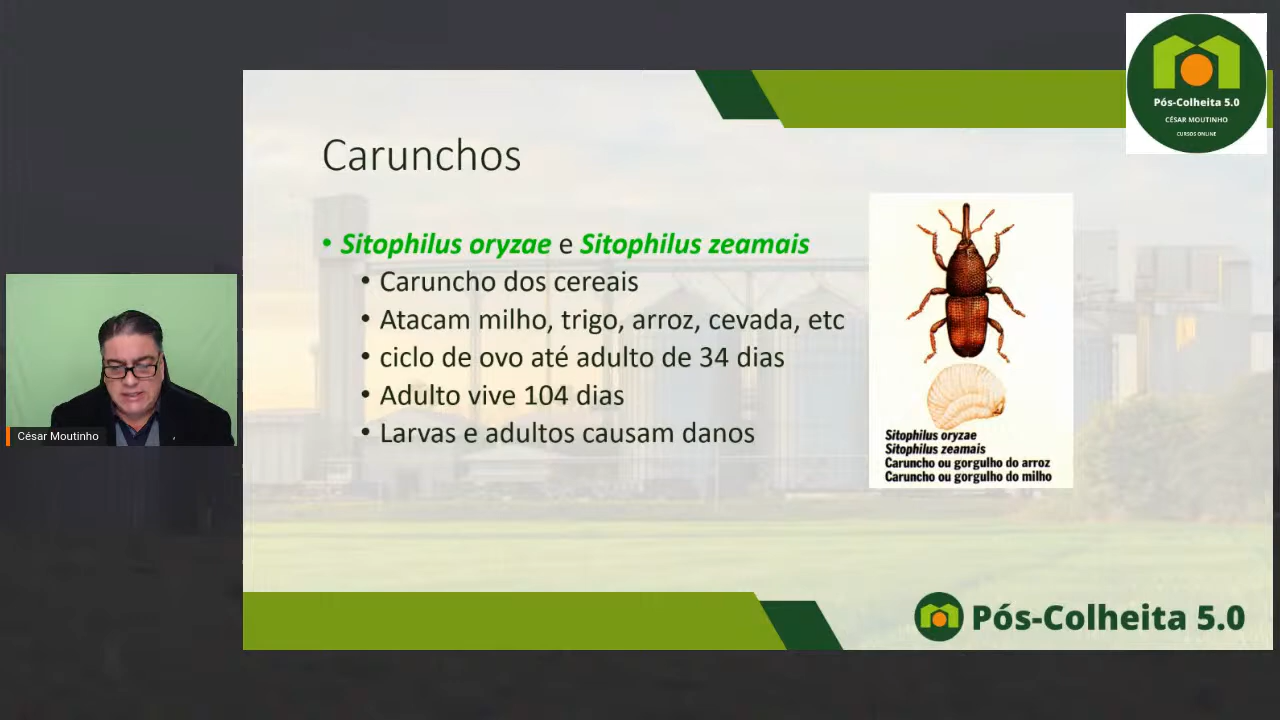 Pós-Colheita 5.0
CÉSAR MOUTINHO
CURSOS ONLINE
Carunchos
• Sitophilus oryzae e Sitophilus zeamais
• Caruncho dos cereais
• Atacam milho, trigo, arroz, cevada, etc
• ciclo de ovo até adulto de 34 dias
• Adulto vive 104 dias
• Larvas e adultos causam danos
Sitophilus oryzae
Sitophilus zeamais
Caruncho ou gorgulho do arroz
Caruncho ou gorgulho do milho
César Moutinho
Pós-Colheita 5.0